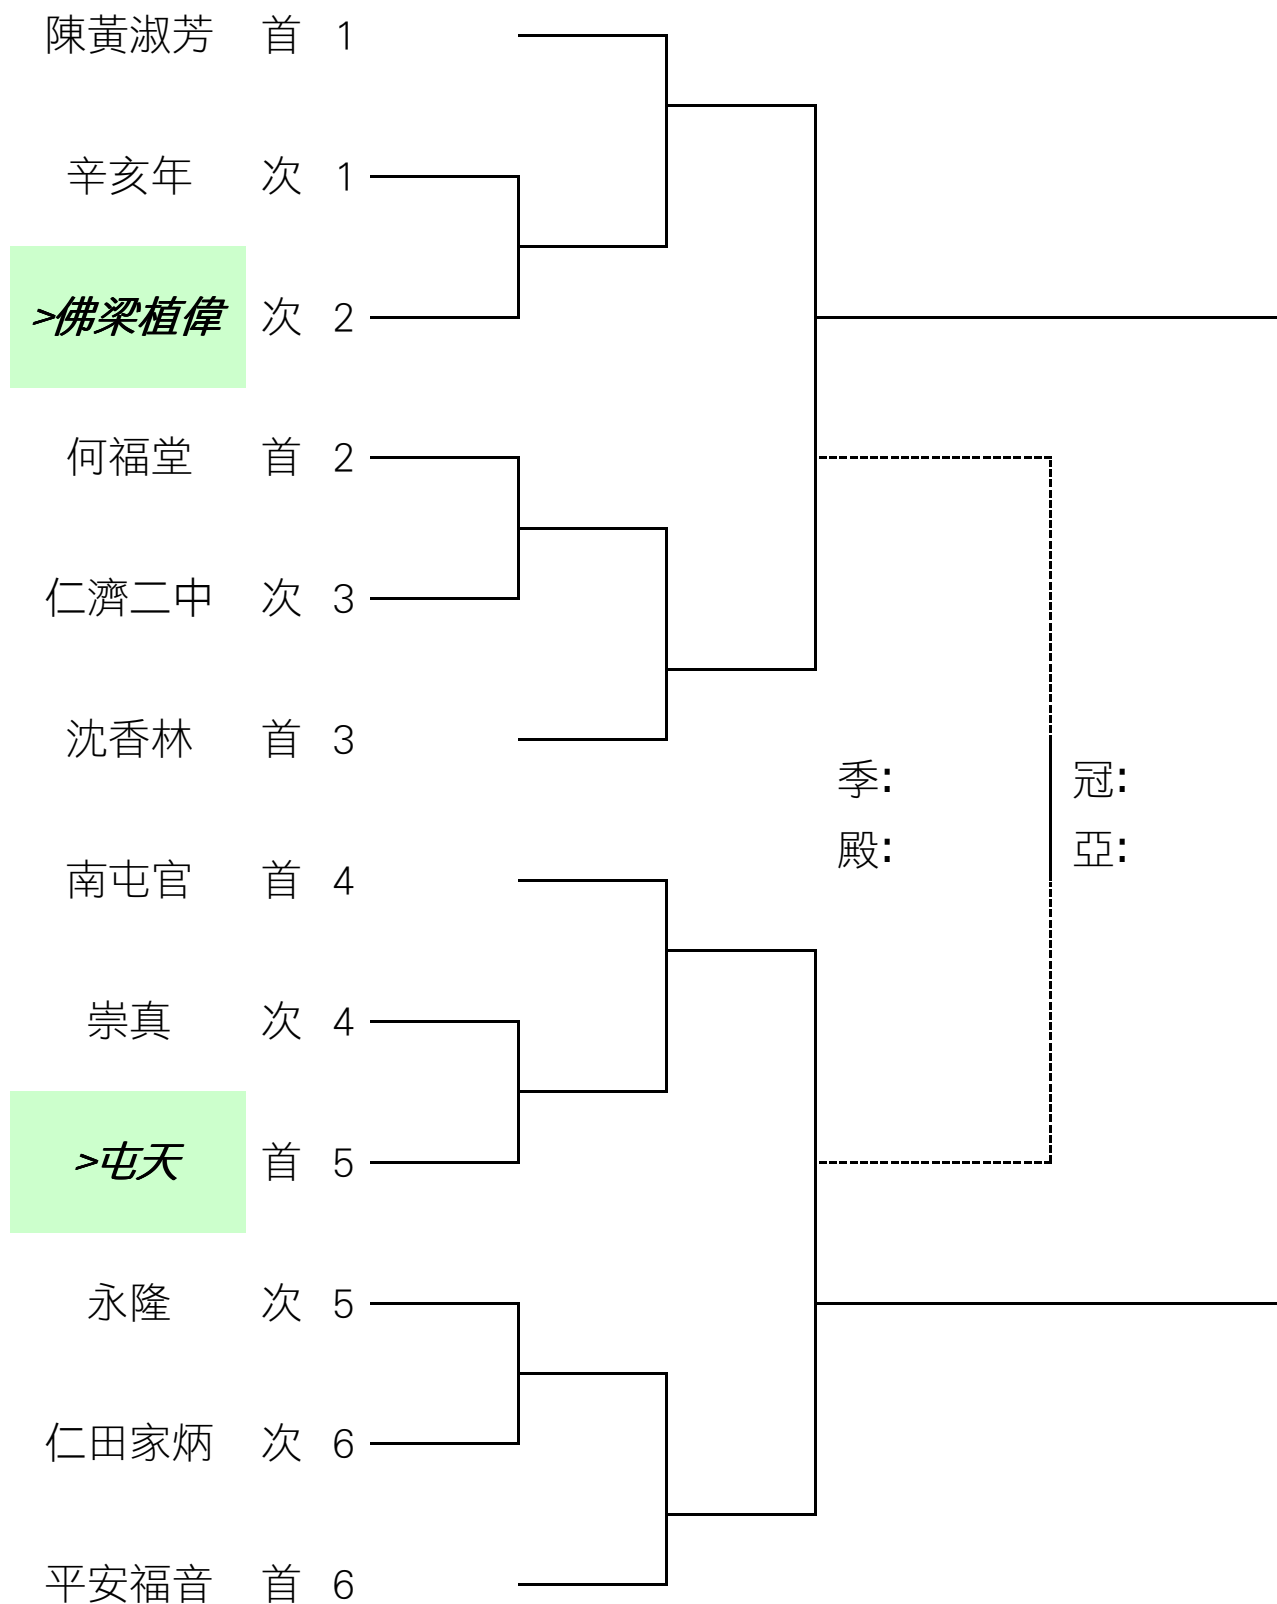 陳黃淑芳 首 1
辛亥年 次 1
>佛梁植偉 次 2
何福堂 首 2
仁濟二中 次 3
沈香林 首 3
季: 冠:
殿: 亞:
南屯官 首 4
崇真 次 4
>屯天 首 5
永隆 次 5
仁田家炳 次 6
平安福音 首 6